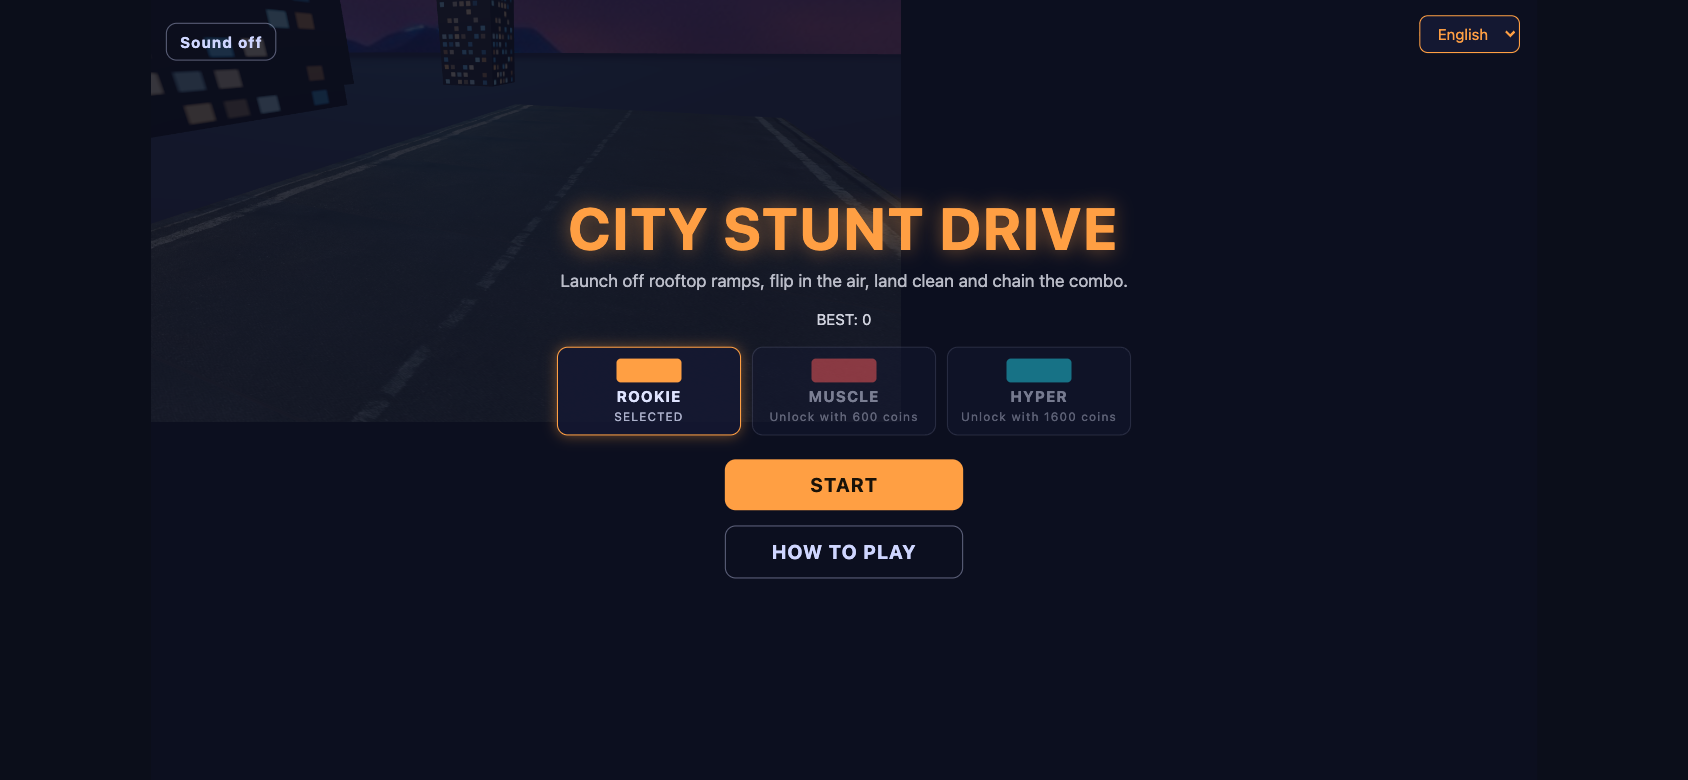 Sound off
English
CITY STUNT DRIVE
Launch off rooftop ramps, flip in the air, land clean and chain the combo.
BEST: 0
ROOKIE
SELECTED
MUSCLE
Unlock with 600 coins
HYPER
Unlock with 1600 coins
START
HOW TO PLAY